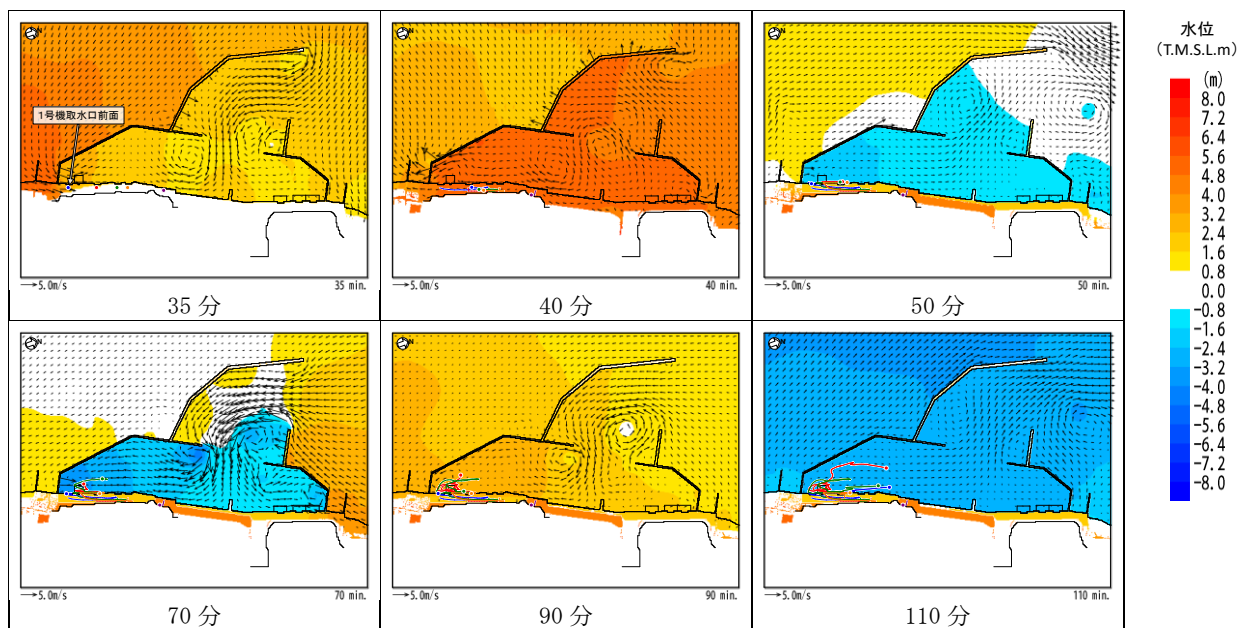 N
1号機取水口前面
5.0m/s
35 min.
35 分
N
5.0m/s
40 min.
40 分
N
5.0m/s
50 min.
50 分
水位
(T.M.S.L.m)
(m)
8.0
7.2
6.4
5.6
4.8
4.0
3.2
2.4
1.6
0.8
0.0
-0.8
-1.6
-2.4
-3.2
-4.0
-4.8
-5.6
-6.4
-7.2
-8.0
N
5.0m/s
70 min.
70 分
N
5.0m/s
90 min.
90 分
N
5.0m/s
110 min.
110 分